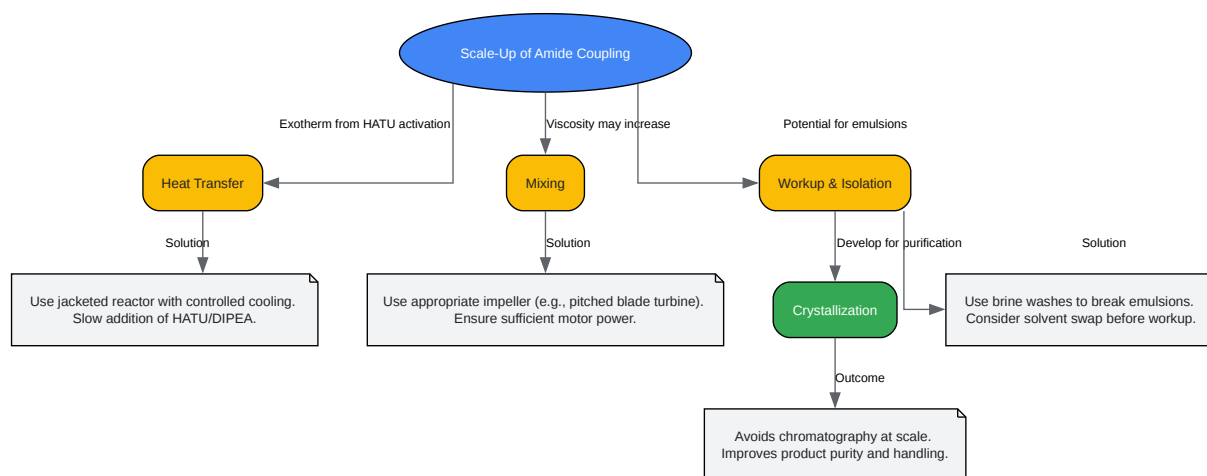 Scale-Up of Amide Coupling
Exotherm from HATU activation
Viscosity may increase
Potential for emulsions
Heat Transfer
Mixing
Workup & Isolation
Solution
Solution
Develop for purification
Solution
Use jacketed reactor with controlled cooling.
Slow addition of HATU/DIPEA.
Use appropriate impeller (e.g., pitched blade turbine).
Ensure sufficient motor power.
Crystallization
Use brine washes to break emulsions.
Consider solvent swap before workup.
Outcome
Avoids chromatography at scale.
Improves product purity and handling.